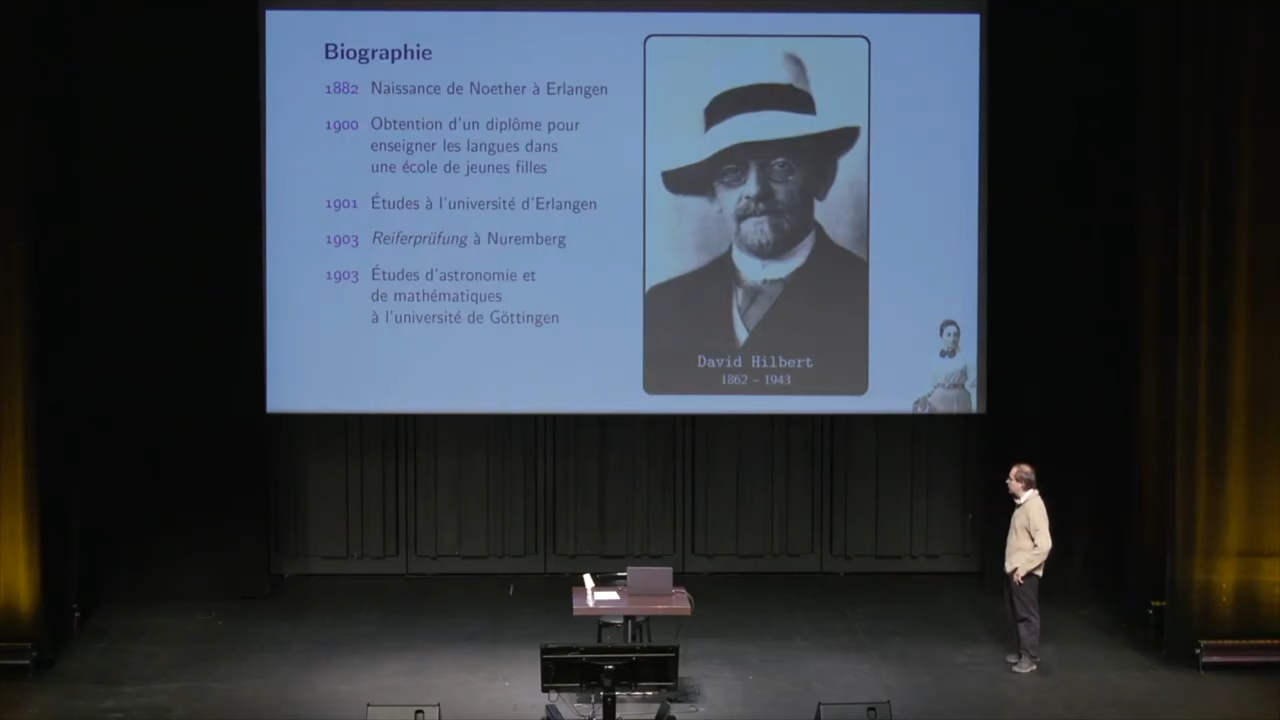 Biographie
1882 Naissance de Noether à Erlangen
1900 Obtention d'un diplôme pour
enseigner les langues dans
une école de jeunes filles
1901 Études à l'université d'Erlangen
1903 Reiferprüfung à Nuremberg
1903 Études d'astronomie et
de mathématiques
à l'université de Göttingen
David Hilbert
1862 – 1943